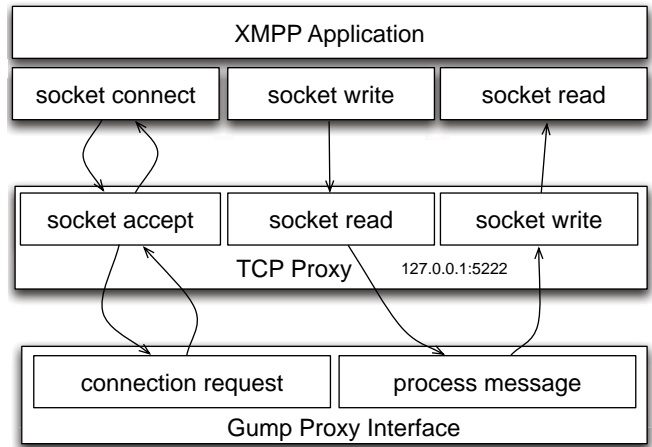 XMPP Application
socket connect
socket write
socket read
socket accept
socket read
socket write
TCP Proxy
127.0.0.1:5222
connection request
process message
Gump Proxy Interface